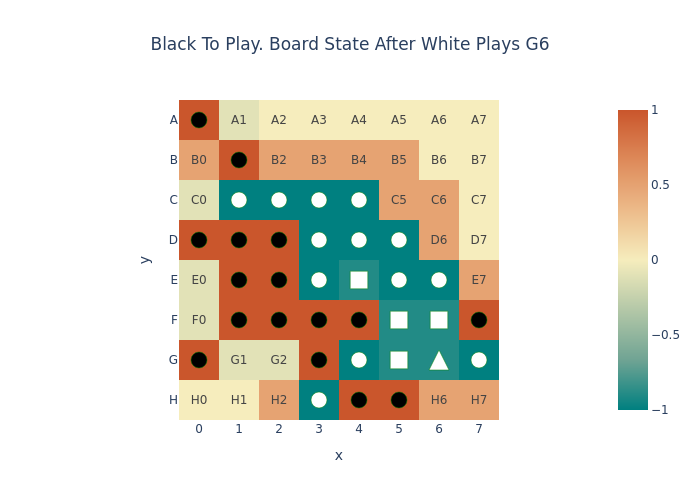 Black To Play. Board State After White Plays G6
A A1 A2 A3 A4 A5 A6 A7
B B0 B2 B3 B4 B5 B6 B7
C C0 C5 C6 C7
D D6 D7
E E0 E7
F F0
G G1 G2
H H0 H1 H2 H6 H7
0 1 2 3 4 5 6 7
x
y
1
0.5
0
−0.5
−1